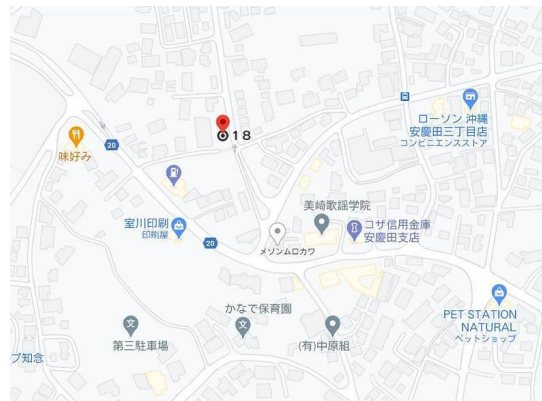 ローソン 沖縄
安慶田三丁目店
コンビニエンスストア
20
18
味好み
美崎歌謡学院
室川印刷
印刷屋
コザ信用金庫
安慶田支店
20
メゾンムロカワ
かなで保育園
PET STATION
NATURAL
ペットショップ
第三駐車場
(有)中原組
プ知念